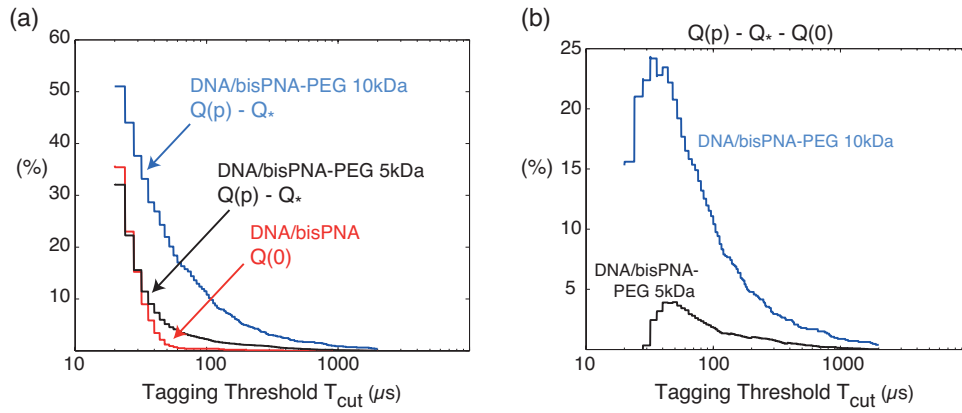 (a)
60
50
40
30
20
10
(%)
DNA/bisPNA-PEG 10kDa
Q(p) - Q*
DNA/bisPNA-PEG 5kDa
Q(p) - Q*
DNA/bisPNA
Q(0)
10
100
1000
Tagging Threshold Tcut (μs)
(b)
Q(p) - Q* - Q(0)
25
20
15
10
5
(%)
DNA/bisPNA-PEG 10kDa
DNA/bisPNA-
PEG 5kDa
10
100
1000
Tagging Threshold Tcut (μs)